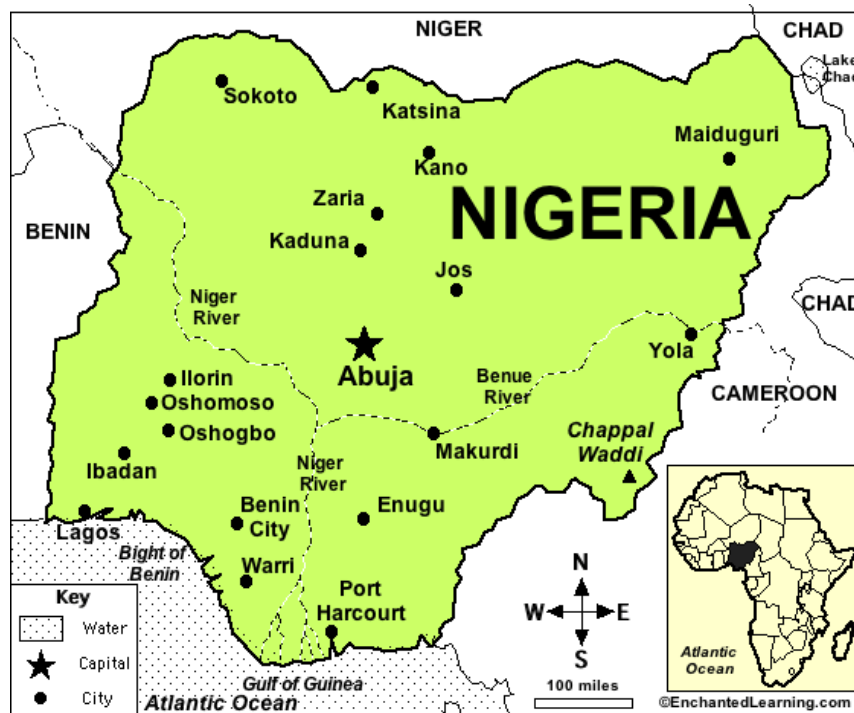 NIGER
CHAD
Lake
Chad
Sokoto
Katsina
Maiduguri
Kano
NIGERIA
Zaria
BENIN
Kaduna
Jos
Niger
River
CHAD
Abuja
Benue
River
Yola
CAMEROON
Ilorin
Oshomoso
Oshogbo
Makurdi
Chappal
Waddi
Ibadan
Niger
River
Benin
City
Enugu
Lagos
Bight of
Benin
Warri
Port
Harcourt
N
W E
S
100 miles
Key
Water
Capital
City
Gulf of Guinea
Atlantic Ocean
Atlantic
Ocean
©EnchantedLearning.com